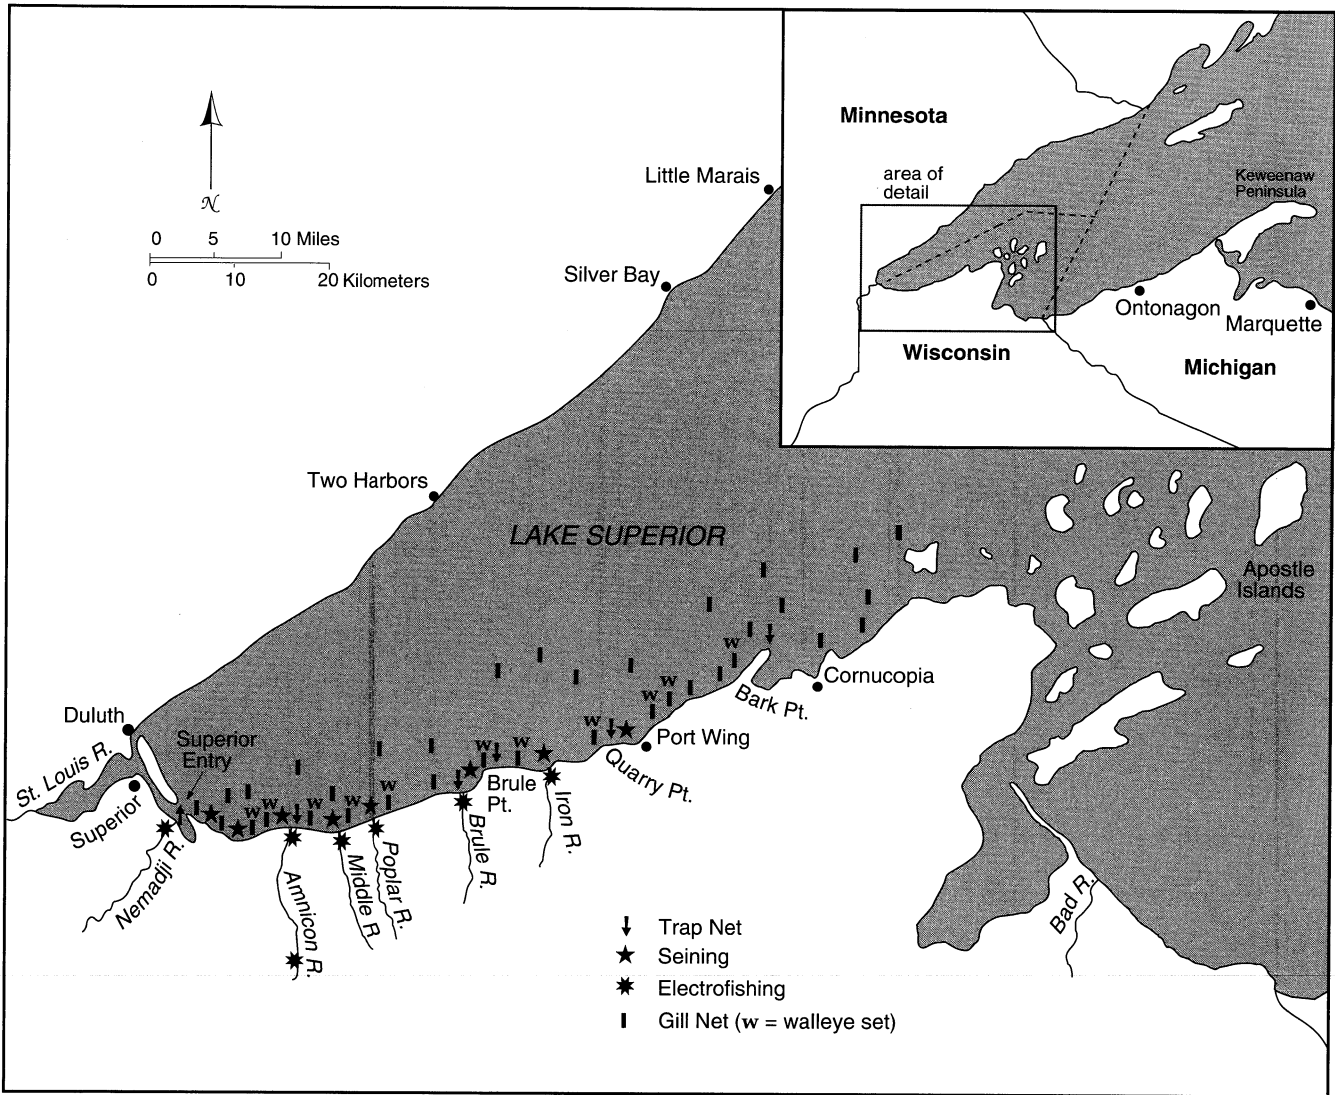 Minnesota
area of
detail
Keweenaw
Peninsula
Ontonagon
Marquette
Wisconsin
Michigan
N
0 5 10 Miles
0 10 20 Kilometers
Little Marais
Silver Bay
Two Harbors
LAKE SUPERIOR
Apostle
Islands
Cornucopia
Bark Pt.
Port Wing
Quarry Pt.
Duluth
Superior
Entry
St. Louis R.
Superior
w w w w w w w w w w w
Brule
Pt.
Nemadji R.
Amnicon R.
Middle R
Poplar R.
Brule R.
Iron R.
Bad R.
Trap Net
Seining
Electrofishing
Gill Net (w = walleye set)